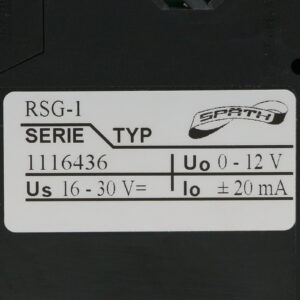 RSG-1
SPÄTH
SERIE TYP
1116436 Uo 0 - 12 V
Us 16 - 30 V= Io ± 20 mA